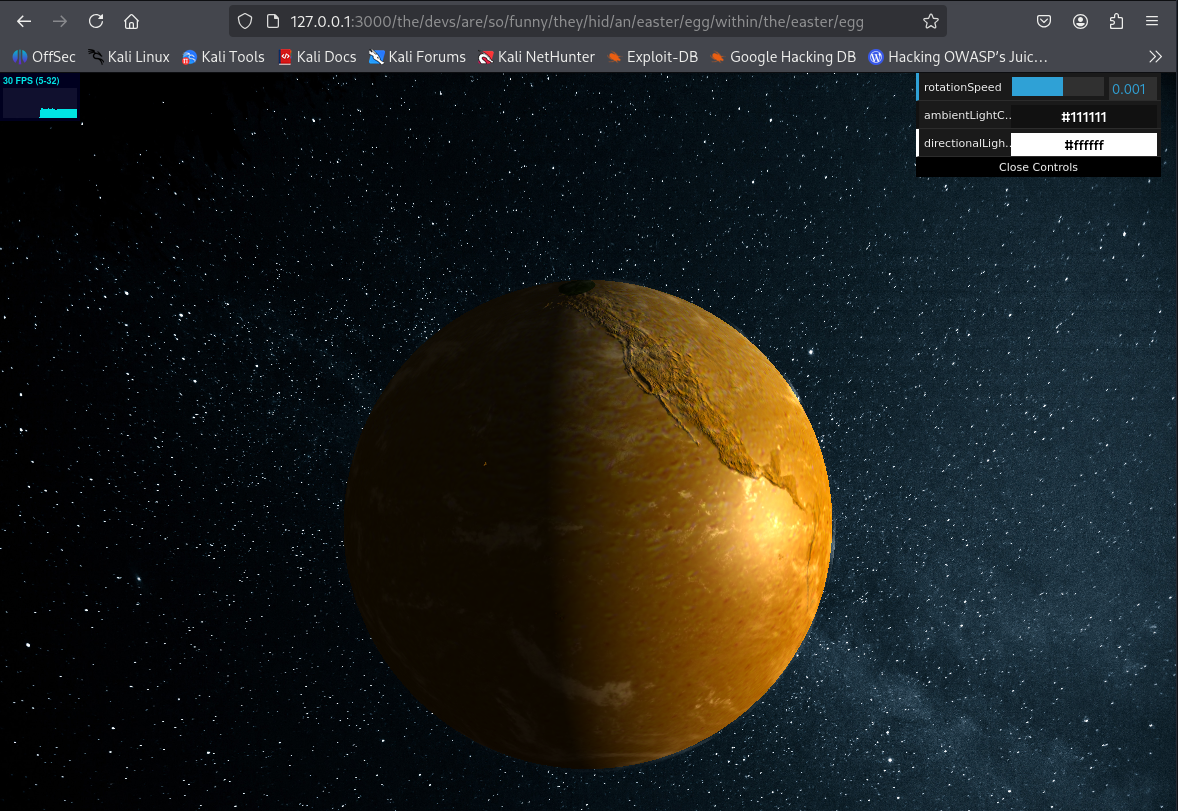 127.0.0.1:3000/the/devs/are/so/funny/they/hid/an/easter/egg/within/the/easter/egg
OffSec Kali Linux Kali Tools Kali Docs Kali Forums Kali NetHunter Exploit-DB Google Hacking DB Hacking OWASP’s Juic…
30 FPS (5-32)
rotationSpeed 0.001
ambientLightC.. #111111
directionalLigh.. #ffffff
Close Controls